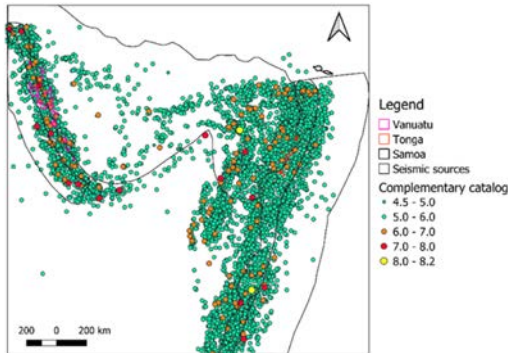 Legend
Vanuatu
Tonga
Samoa
Seismic sources
Complementary catalog
4.5 - 5.0
5.0 - 6.0
6.0 - 7.0
7.0 - 8.0
8.0 - 8.2
200 0 200 km